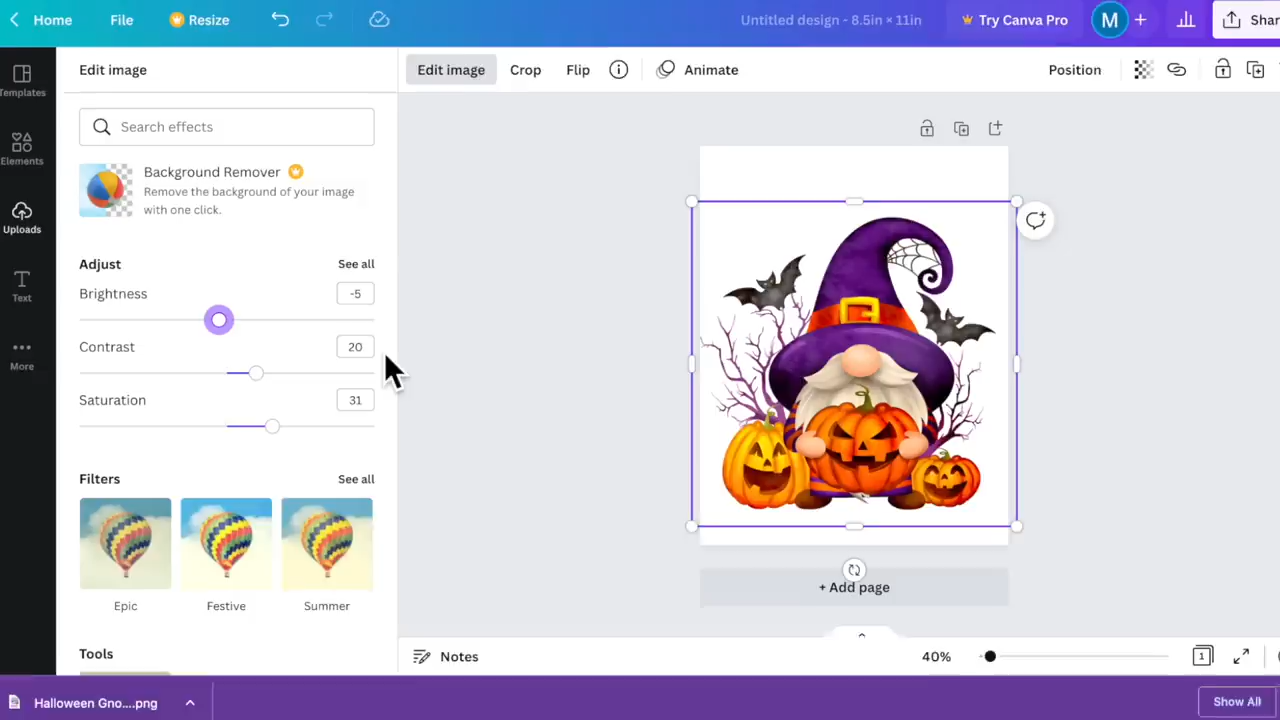 Home
File
Resize
Untitled design - 8.5in × 11in
Try Canva Pro
M
Shar
Templates
Elements
Uploads
Text
More
Edit image
Search effects
Background Remover
Remove the background of your image
with one click.
Adjust
See all
Brightness
-5
Contrast
20
Saturation
31
Filters
See all
Epic
Festive
Summer
Tools
Edit image
Crop
Flip
Animate
Position
+ Add page
Notes
40%
1
Halloween Gno....png
Show All